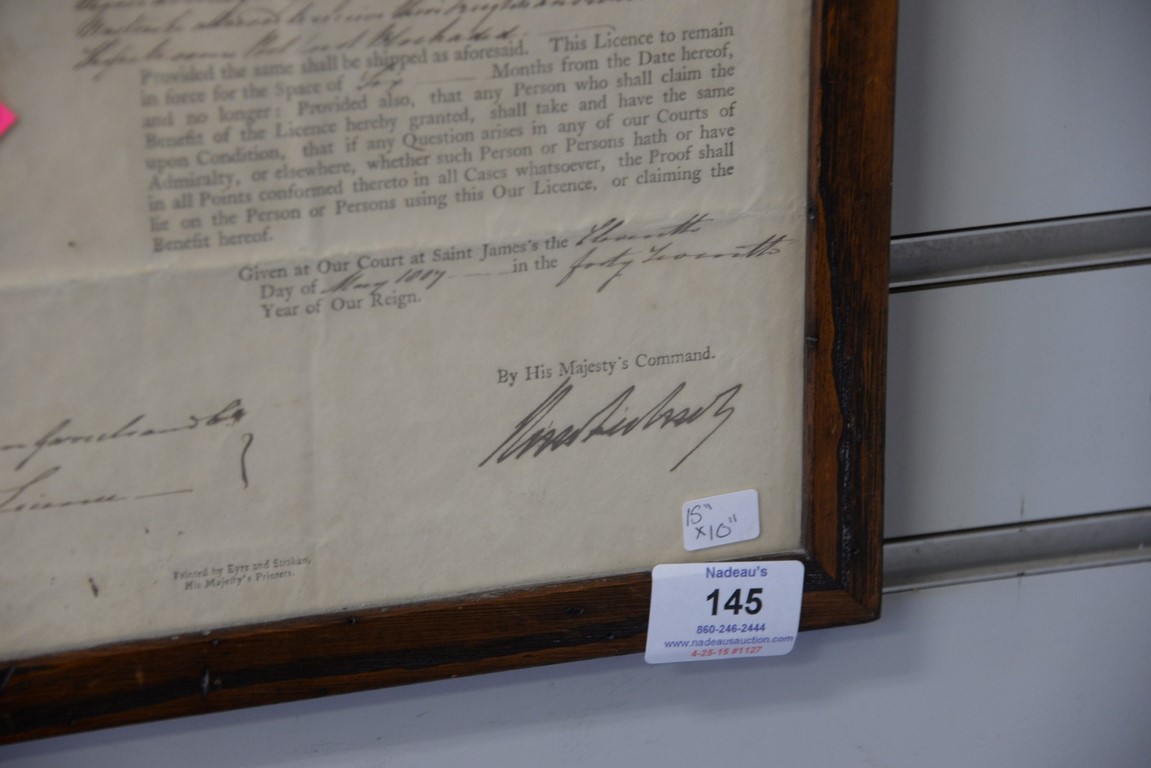 Ports not Blockaded.
Provided the same shall be shipped as aforesaid. This Licence to remain
in force for the Space of Six Months from the Date hereof,
and no longer: Provided also, that any Person who shall claim the
Benefit of the Licence hereby granted, shall take and have the same
upon Condition, that if any Question arises in any of our Courts of
Admiralty, or elsewhere, whether such Person or Persons hath or have
in all Points conformed thereto in all Cases whatsoever, the Proof shall
lie on the Person or Persons using this Our Licence, or claiming the
Benefit hereof.
Given at Our Court at Saint James's the Eleventh
Day of May 1807 in the forty Seventh
Year of Our Reign.
By His Majesty's Command.
Licence
Printed by Eyre and Strahan,
His Majesty's Printers.
15"
x10"
Nadeau's
145
860-246-2444
www.nadeausauction.com
4-25-15 #1127